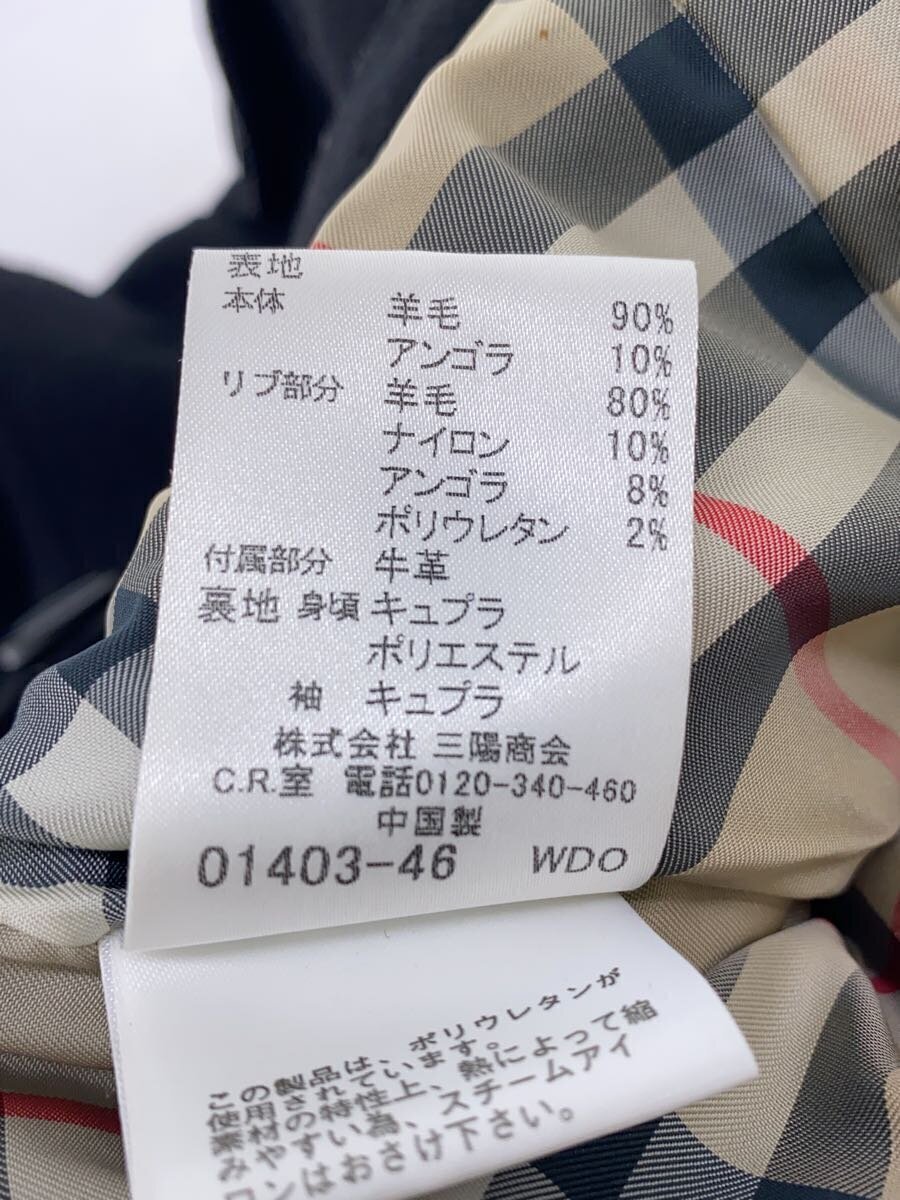 表地
本体 羊毛 90%
アンゴラ 10%
リブ部分 羊毛 80%
ナイロン 10%
アンゴラ 8%
ポリウレタン 2%
付属部分 牛革
裏地 身頃 キュプラ
ポリエステル
袖 キュプラ
株式会社 三陽商会
C.R.室 電話0120-340-460
中国製
01403-46 WDO
この製品は、ポリウレタンが
使用されています。
素材の特性上、熱によって縮
みやすい為、スチームアイ
ロンはおさけ下さい。